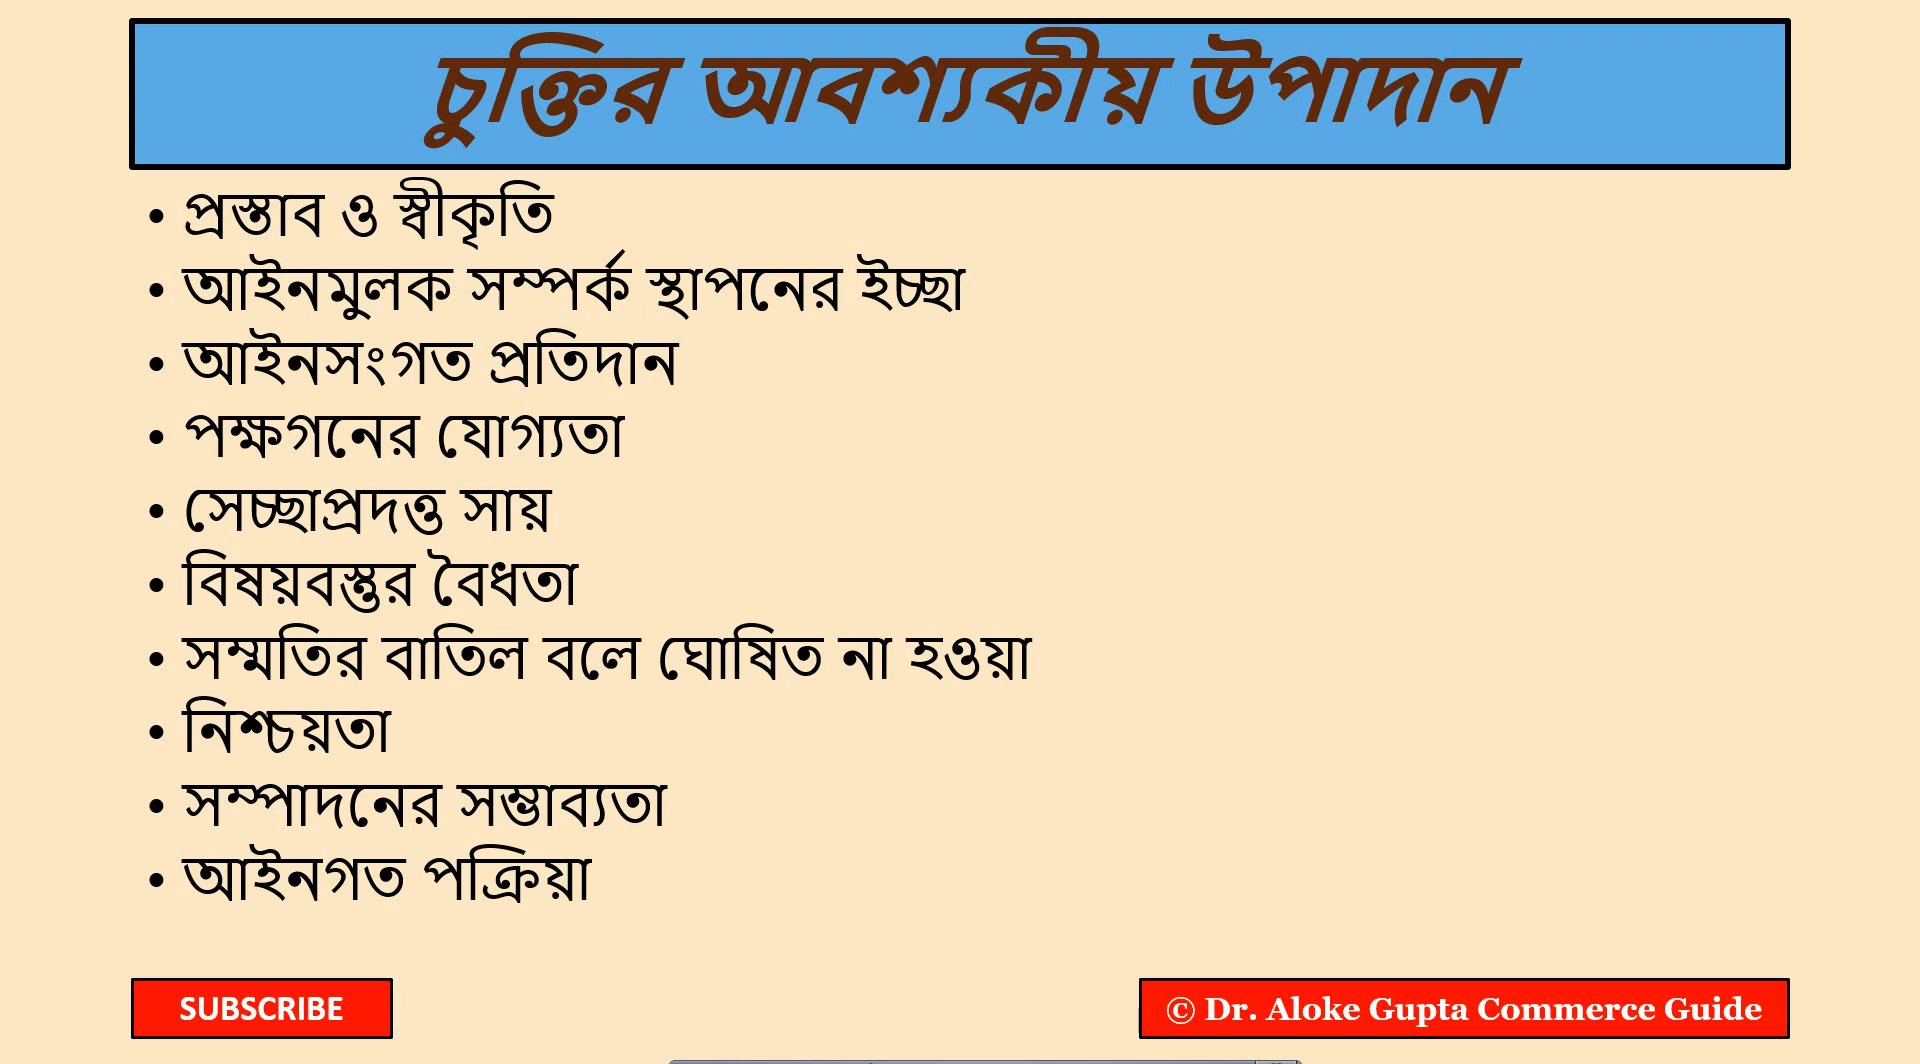 চুক্তির আবশ্যকীয় উপাদান
• প্রস্তাব ও স্বীকৃতি
• আইনমুলক সম্পর্ক স্থাপনের ইচ্ছা
• আইনসংগত প্রতিদান
• পক্ষগনের যোগ্যতা
• সেচ্ছাপ্রদত্ত সায়
• বিষয়বস্তুর বৈধতা
• সম্মতির বাতিল বলে ঘোষিত না হওয়া
• নিশ্চয়তা
• সম্পাদনের সম্ভাব্যতা
• আইনগত পক্রিয়া
SUBSCRIBE
© Dr. Aloke Gupta Commerce Guide